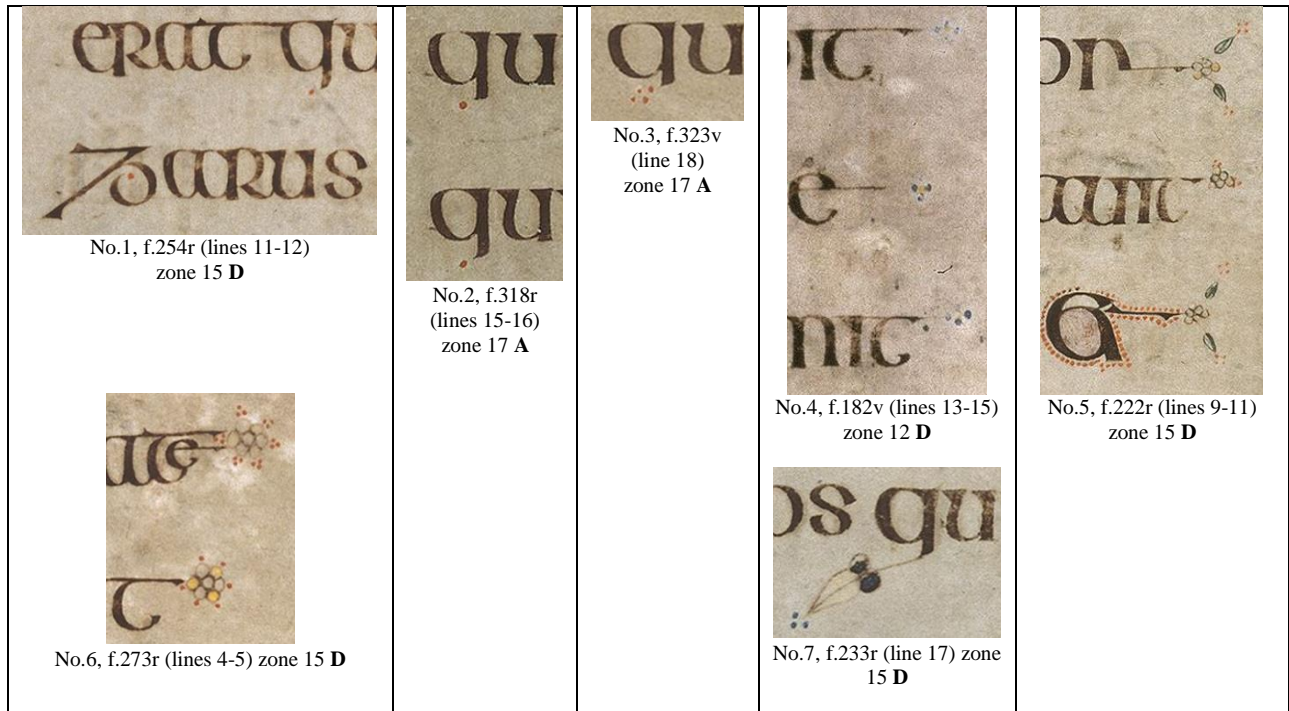 erat qu
zarus
No.1, f.254r (lines 11-12)
zone 15 D
qu
qu
No.2, f.318r
(lines 15-16)
zone 17 A
qu
No.3, f.323v
(line 18)
zone 17 A
nic
No.4, f.182v (lines 13-15)
zone 12 D
on
anic
a
No.5, f.222r (lines 9-11)
zone 15 D
ate
t
No.6, f.273r (lines 4-5) zone 15 D
os qu
No.7, f.233r (line 17) zone
15 D